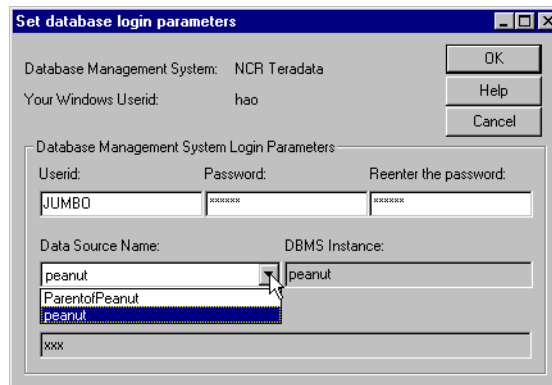 Set database login parameters
Database Management System: NCR Teradata
OK
Your Windows Userid: hao
Help
Cancel
Database Management System Login Parameters
Userid: Password: Reenter the password:
JUMBO xxxxxx xxxxxx
Data Source Name: DBMS Instance:
peanut peanut
ParentofPeanut
peanut
xxx